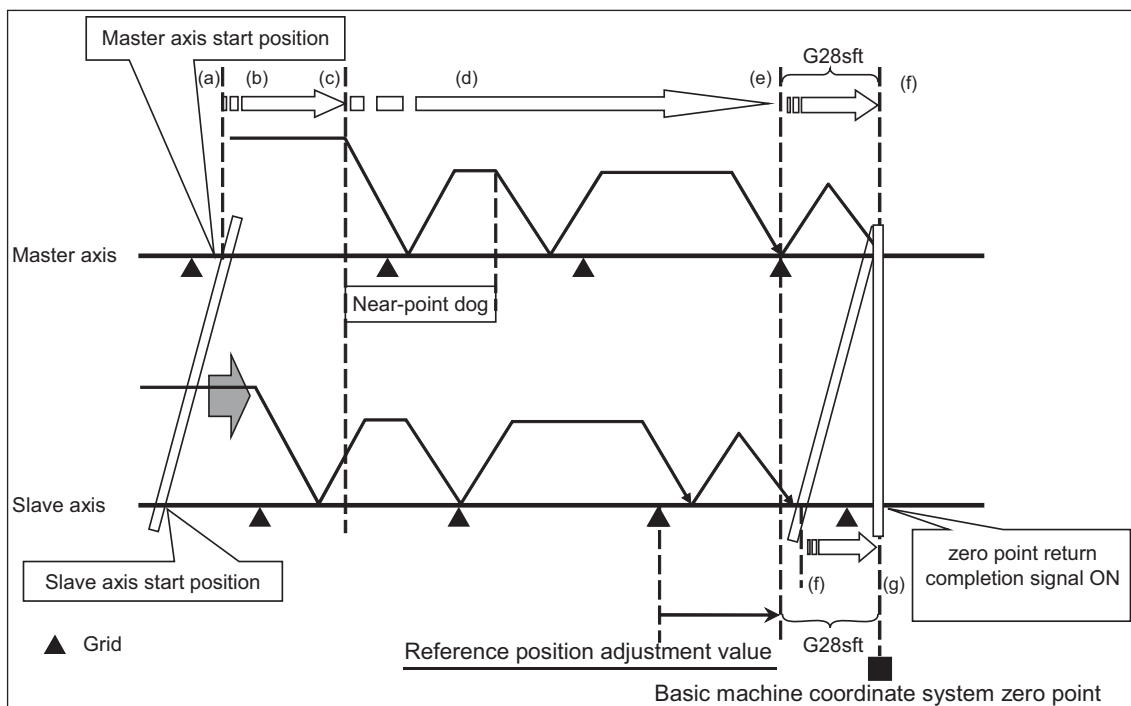 Master axis start position
G28sft
(a)
(b)
(c)
(d)
(e)
(f)
Master axis
Near-point dog
Slave axis
Slave axis start position
zero point return
completion signal ON
(f)
(g)
Grid
G28sft
Reference position adjustment value
Basic machine coordinate system zero point